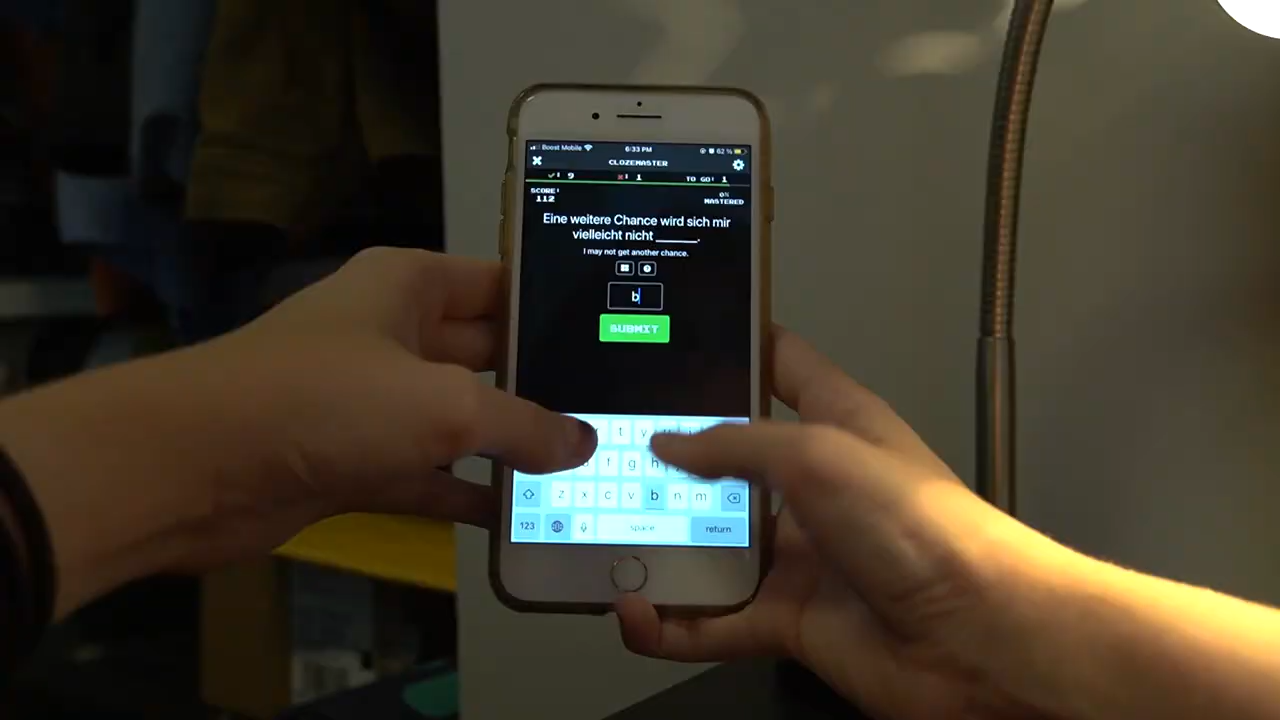 Boost Mobile 6:33 PM 62 %
CLOZEMASTER
9 1 TO GO: 1
SCORE: 0%
112 MASTERED
Eine weitere Chance wird sich mir
vielleicht nicht ______.
I may not get another chance.
b
SUBMIT
t y
f g h
z x c v b n m
123 space return